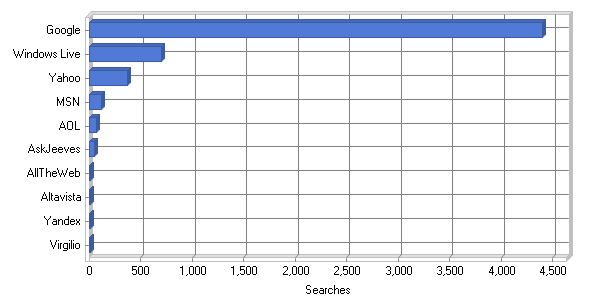 Google
Windows Live
Yahoo
MSN
AOL
AskJeeves
AllTheWeb
Altavista
Yandex
Virgilio
0 500 1,000 1,500 2,000 2,500 3,000 3,500 4,000 4,500
Searches